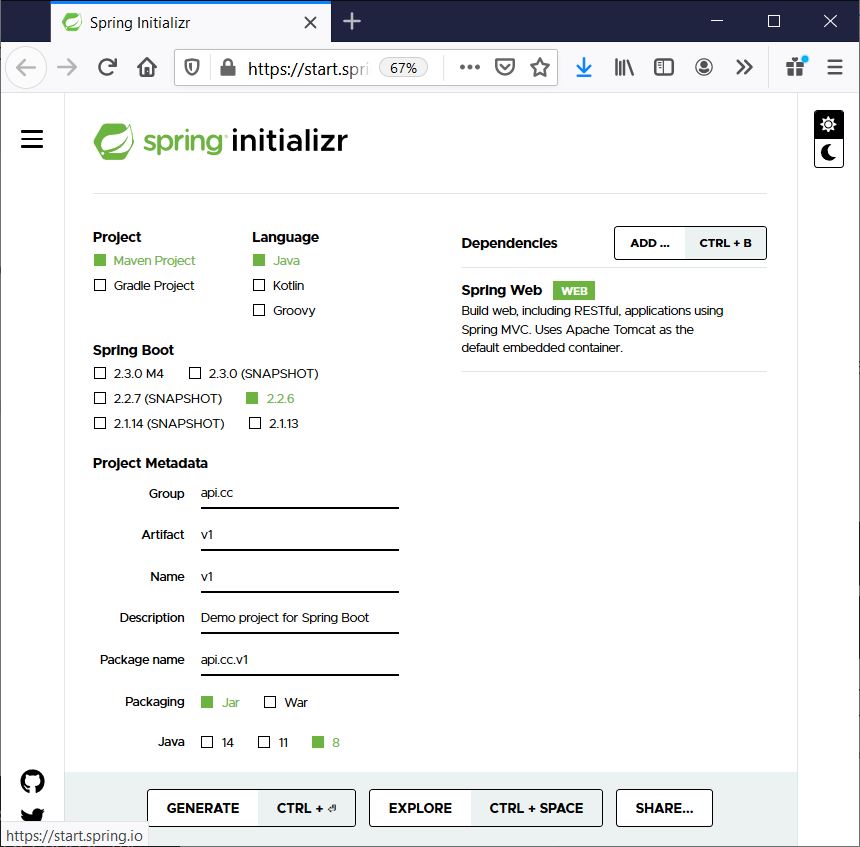 Spring Initializr
https://start.spri
67%
spring initializr
Project
Maven Project
Gradle Project
Language
Java
Kotlin
Groovy
Spring Boot
2.3.0 M4 2.3.0 (SNAPSHOT)
2.2.7 (SNAPSHOT) 2.2.6
2.1.14 (SNAPSHOT) 2.1.13
Project Metadata
Group api.cc
Artifact v1
Name v1
Description Demo project for Spring Boot
Package name api.cc.v1
Packaging Jar War
Java 14 11 8
Dependencies ADD ... CTRL + B
Spring Web WEB
Build web, including RESTful, applications using
Spring MVC. Uses Apache Tomcat as the
default embedded container.
GENERATE CTRL + ⏎ EXPLORE CTRL + SPACE SHARE...
https://start.spring.io